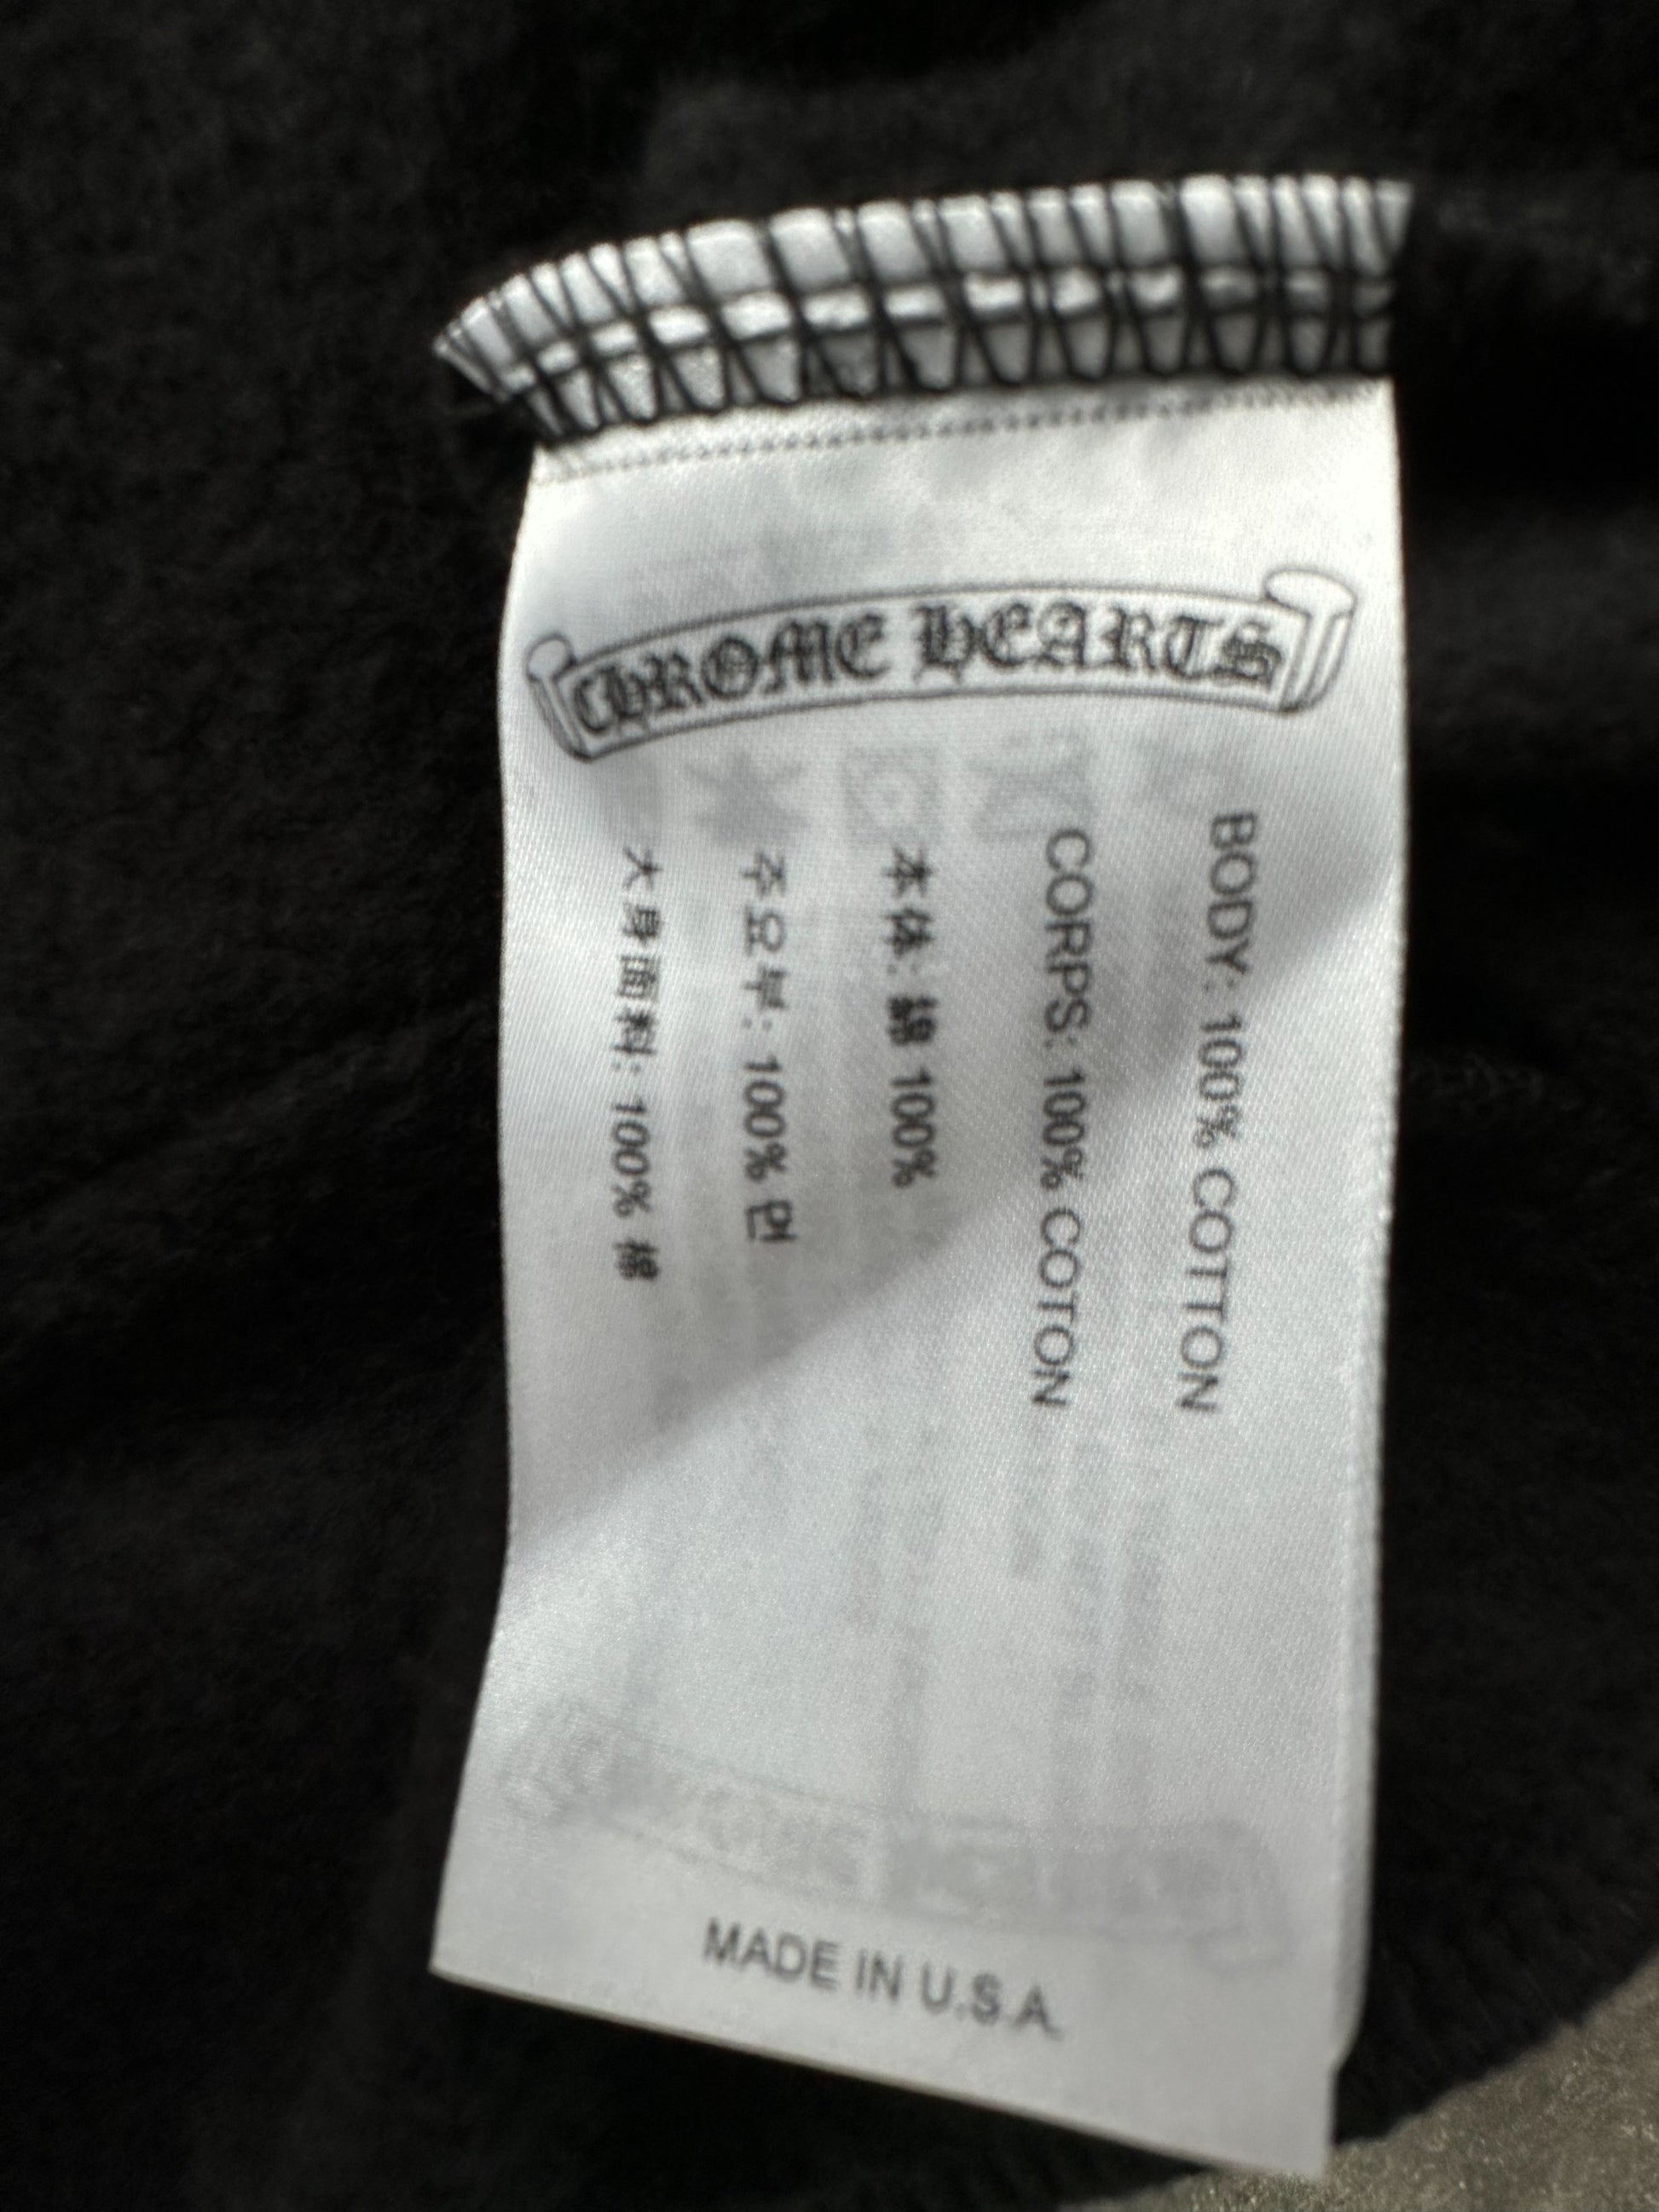 CHROME HEARTS
BODY: 100% COTTON
CORPS: 100% COTON
本体: 綿 100%
주요부: 100% 면
大身面料: 100% 棉
MADE IN U.S.A.